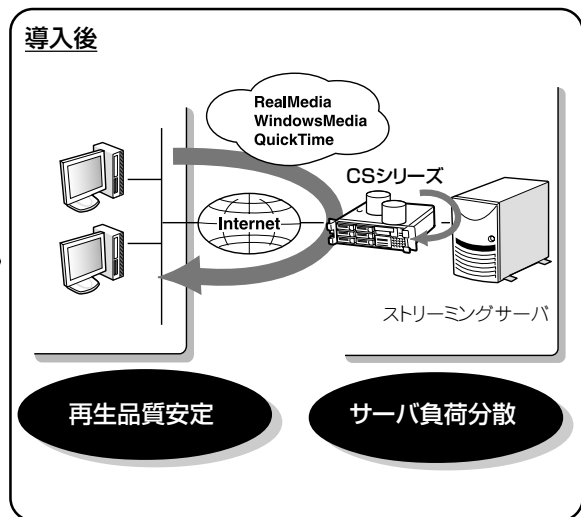 導入後
RealMedia
WindowsMedia
QuickTime
CSシリーズ
Internet
ストリーミングサーバ
再生品質安定
サーバ負荷分散